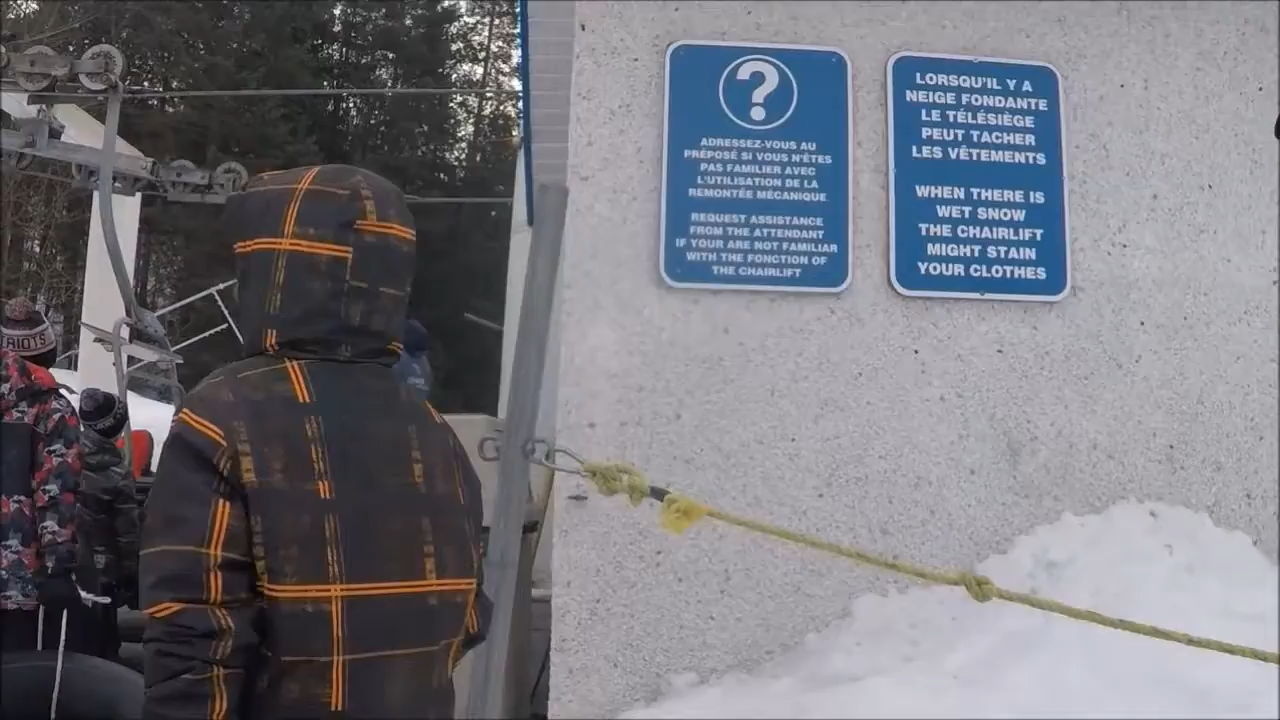 ?
ADRESSEZ-VOUS AU
PRÉPOSÉ SI VOUS N'ÊTES
PAS FAMILIER AVEC
L'UTILISATION DE LA
REMONTÉE MÉCANIQUE
REQUEST ASSISTANCE
FROM THE ATTENDANT
IF YOUR ARE NOT FAMILIAR
WITH THE FONCTION OF
THE CHAIRLIFT
LORSQU'IL Y A
NEIGE FONDANTE
LE TÉLÉSIÈGE
PEUT TACHER
LES VÊTEMENTS
WHEN THERE IS
WET SNOW
THE CHAIRLIFT
MIGHT STAIN
YOUR CLOTHES
TRIOTS